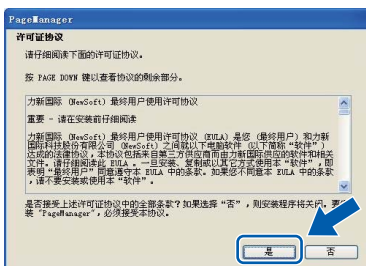 PageManager
许可证协议
请仔细阅读下面的许可证协议。
按 PAGE DOWN 键以查看协议的剩余部分。
力新国际 (NewSoft) 最终用户使用许可协议
重要 - 请在安装前仔细阅读
力新国际 (NewSoft) 最终用户使用许可协议 (EULA) 是您 (最终用户) 和力新
国际科技股份有限公司 (NewSoft) 之间就以下电脑软件 (以下简称“软件”)
达成的法律协议，本协议包括来自第三方供应商而由力新国际供应的软件和相关
文件。请仔细阅读此 EULA 。一旦安装、复制或以其它方式使用本“软件”，即
表明“最终用户”同意遵守本 EULA 中的条款。如果您不同意本 EULA 中的条款
，请不要安装或使用本“软件”。
是否接受上述许可证协议中的全部条款？如果选择“否”，则安装程序将关闭。要
装“PageManager”，必须接受本协议。
是
否